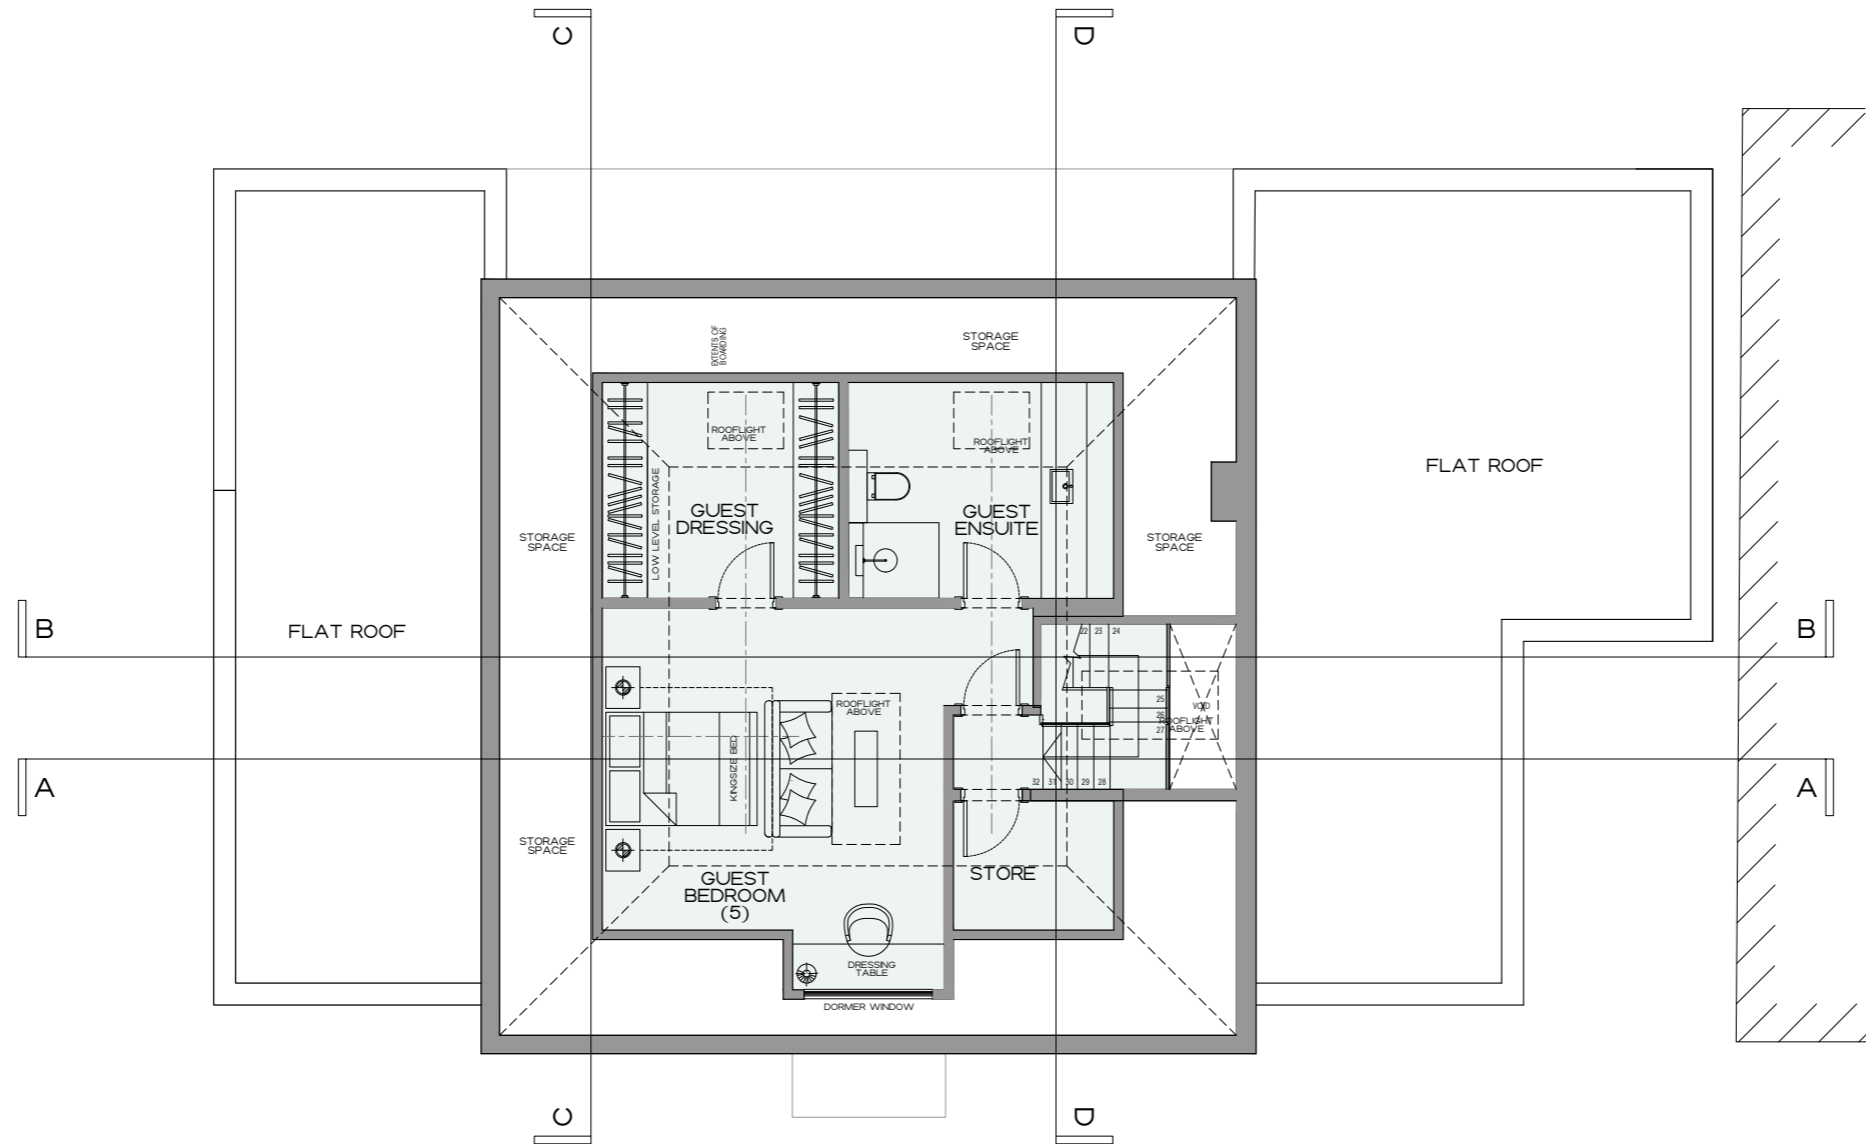 C
D
EXTENTS OF
BOARDING
STORAGE
SPACE
ROOFLIGHT
ABOVE
ROOFLIGHT
ABOVE
FLAT ROOF
LOW LEVEL STORAGE
GUEST
DRESSING
GUEST
ENSUITE
STORAGE
SPACE
STORAGE
SPACE
B
FLAT ROOF
22 23 24
B
25
26
27
ROOFLIGHT
ABOVE
VOID
ROOFLIGHT
ABOVE
KINGSIZE BED
A
32 31 30 29 28
A
STORAGE
SPACE
GUEST
BEDROOM
(5)
STORE
DRESSING
TABLE
DORMER WINDOW
C
D